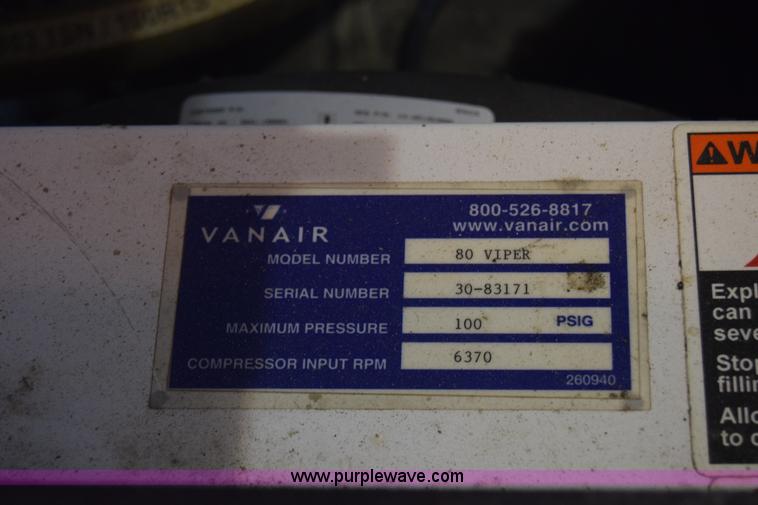 VANAIR
800-526-8817
www.vanair.com
MODEL NUMBER 80 VIPER
SERIAL NUMBER 30-83171
MAXIMUM PRESSURE 100 PSIG
COMPRESSOR INPUT RPM 6370
260940
Expl
can
seve
Stop
fillin
Allo
to
www.purplewave.com